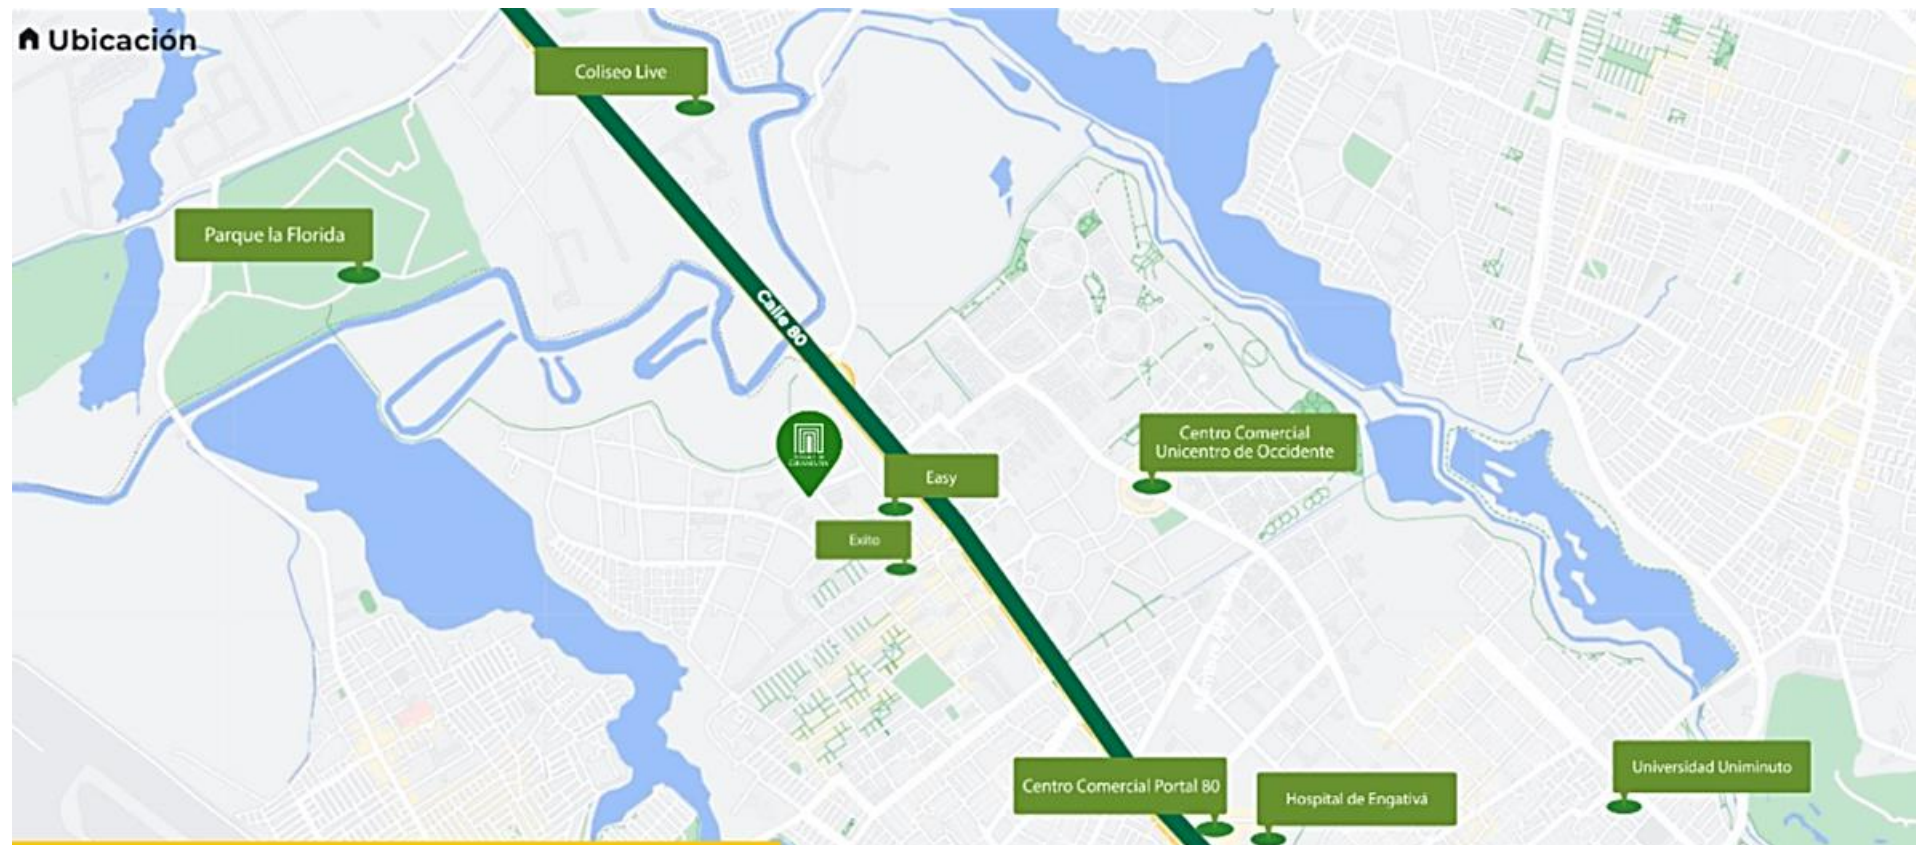 Ubicación
Coliseo Live
Parque la Florida
Calle 80
Centro Comercial
Unicentro de Occidente
Easy
Exito
Centro Comercial Portal 80
Hospital de Engativá
Universidad Uniminuto